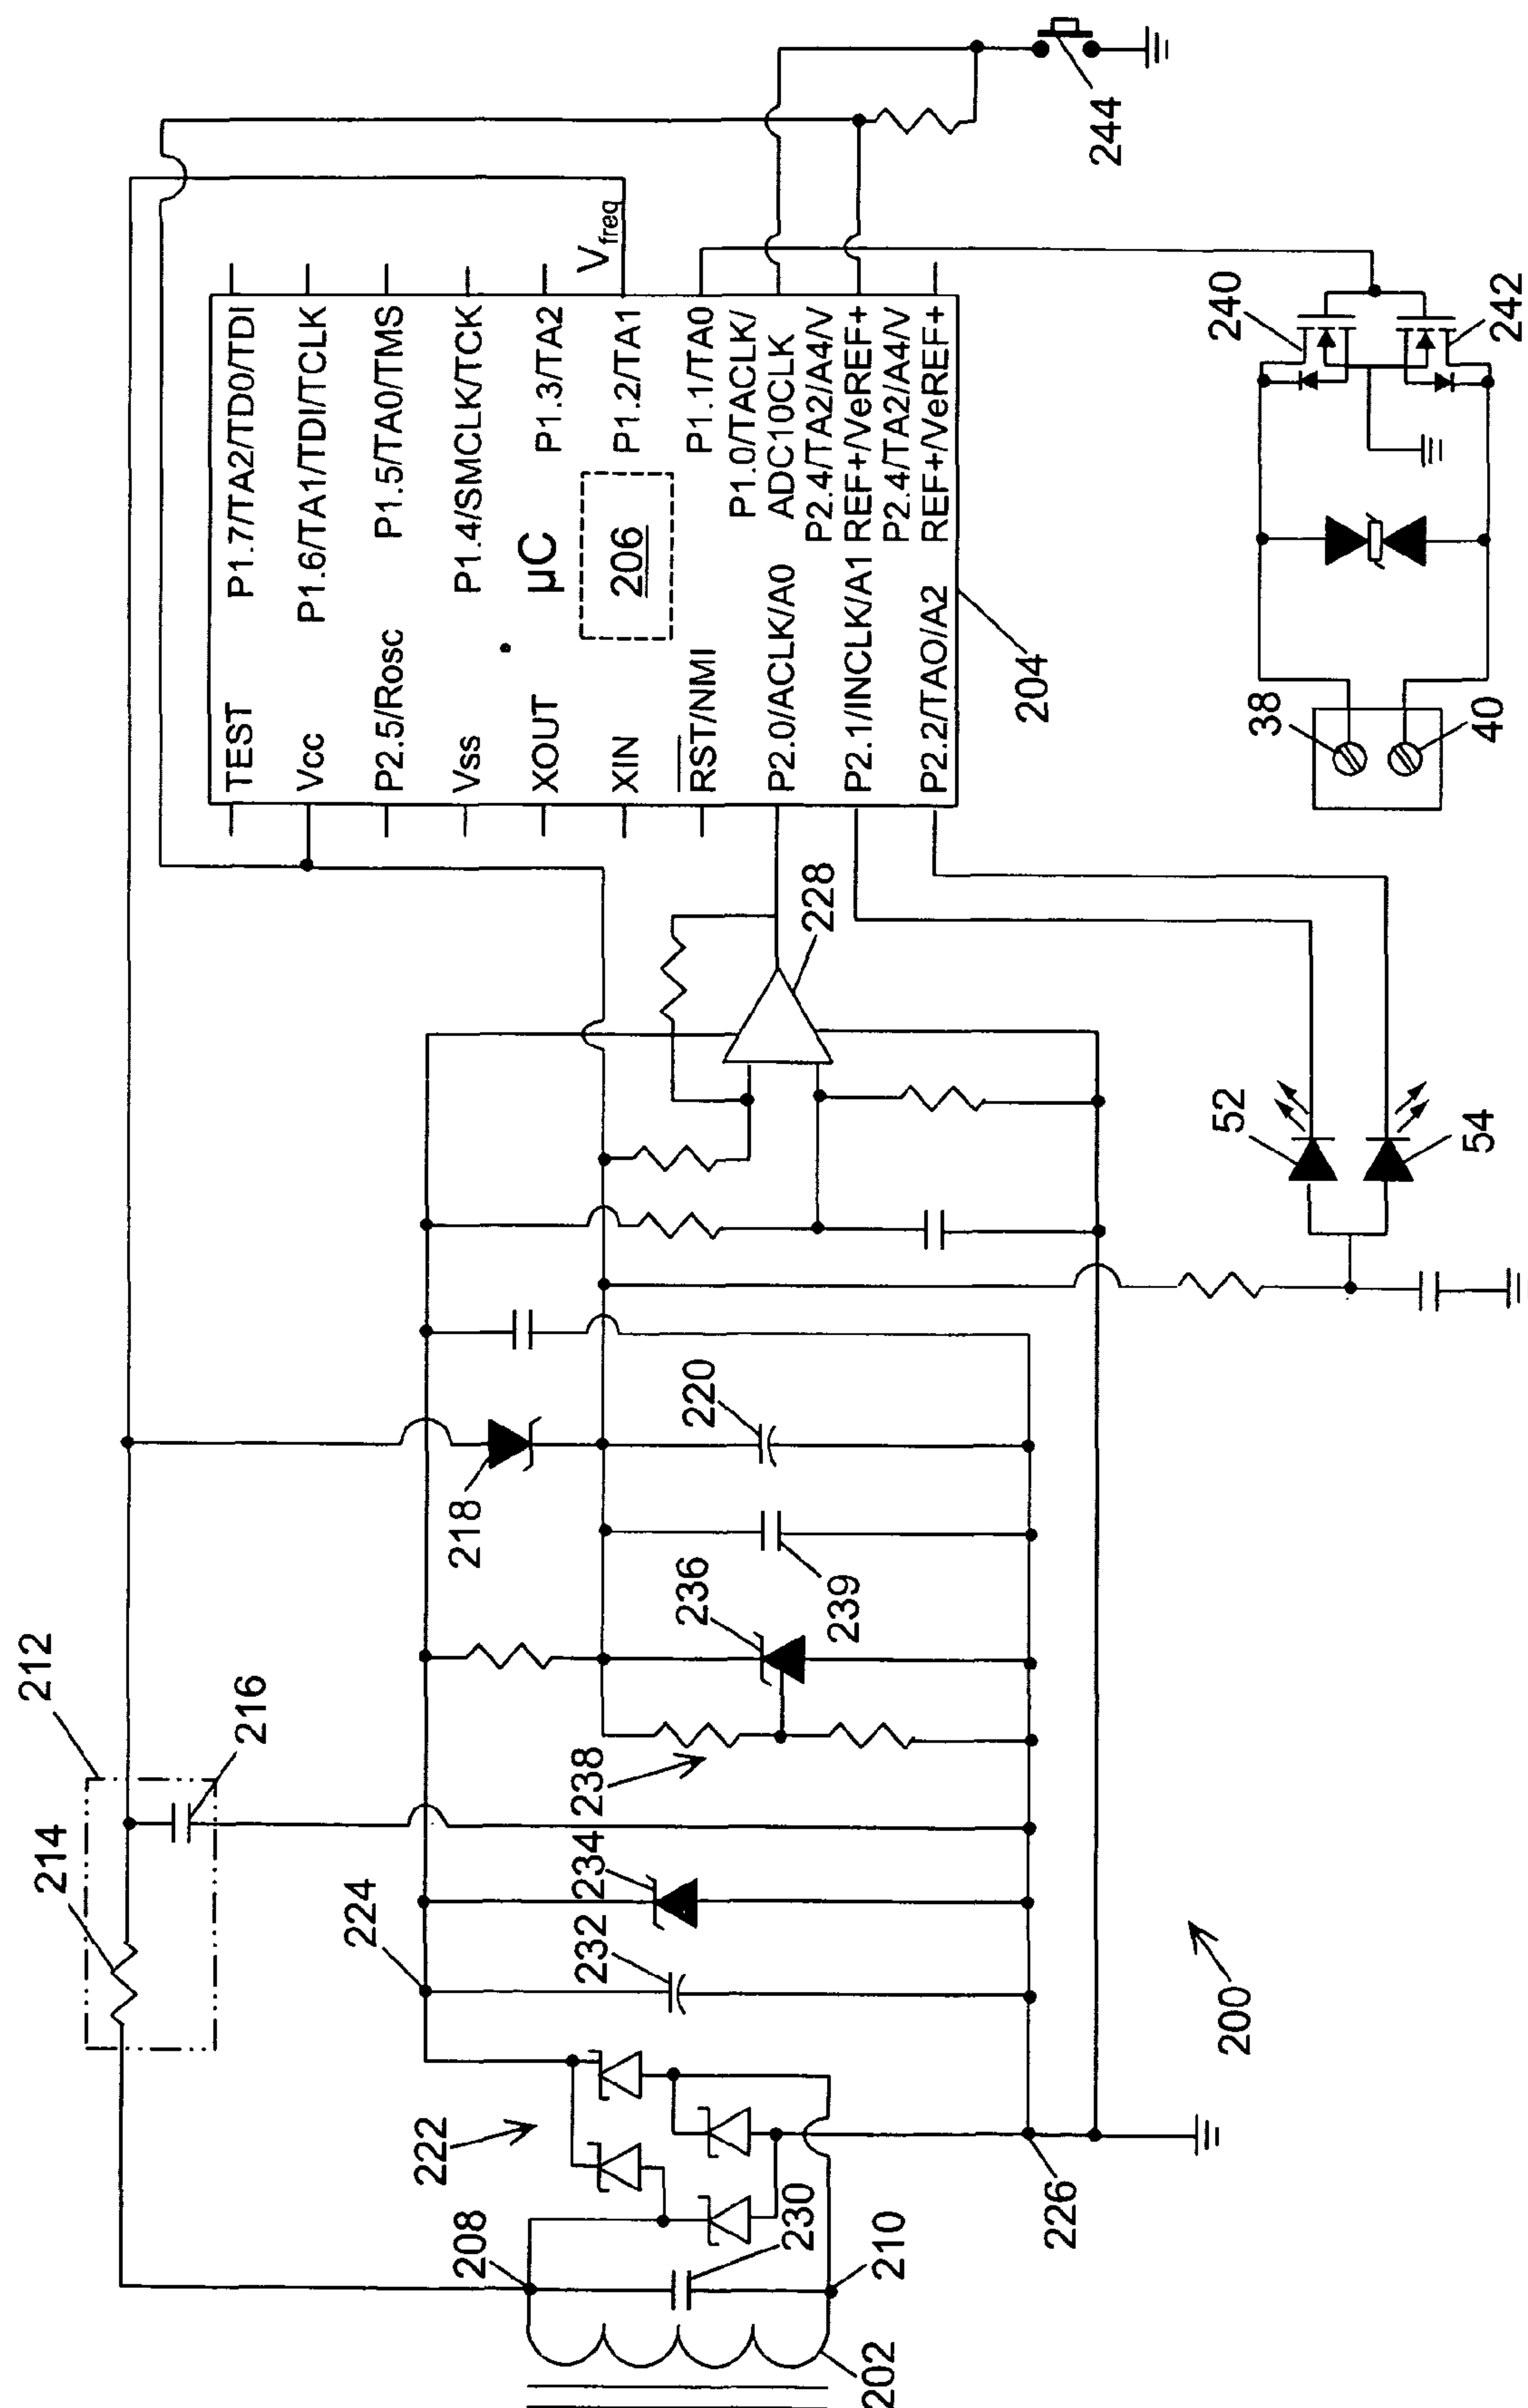 212
214
216
218
224
234
232
222
208
230
210
202
226
200
238
236
239
220
228
52
54
TEST
Vcc
P2.5/Rosc
Vss
XOUT
XIN
RST/NMI
P2.0/ACLK/A0
P2.1/INCLK/A1
P2.2/TAO/A2
P1.7/TA2/TD0/TDI
P1.6/TA1/TDI/TCLK
P1.5/TA0/TMS
P1.4/SMCLK/TCK
P1.3/TA2
P1.2/TA1
P1.1/TA0
P1.0/TACLK/
ADC10CLK
P2.4/TA2/A4/V
REF+/VeREF+
P2.4/TA2/A4/V
REF+/VeREF+
µC
206
Vfreq
204
244
240
242
38
40